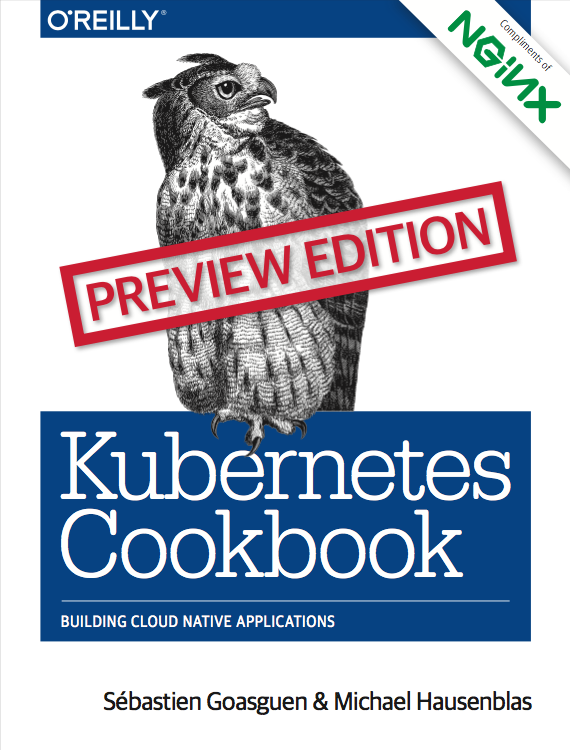 O'REILLY®
Compliments of
NGINX
PREVIEW EDITION
Kubernetes
Cookbook
BUILDING CLOUD NATIVE APPLICATIONS
Sébastien Goasguen & Michael Hausenblas